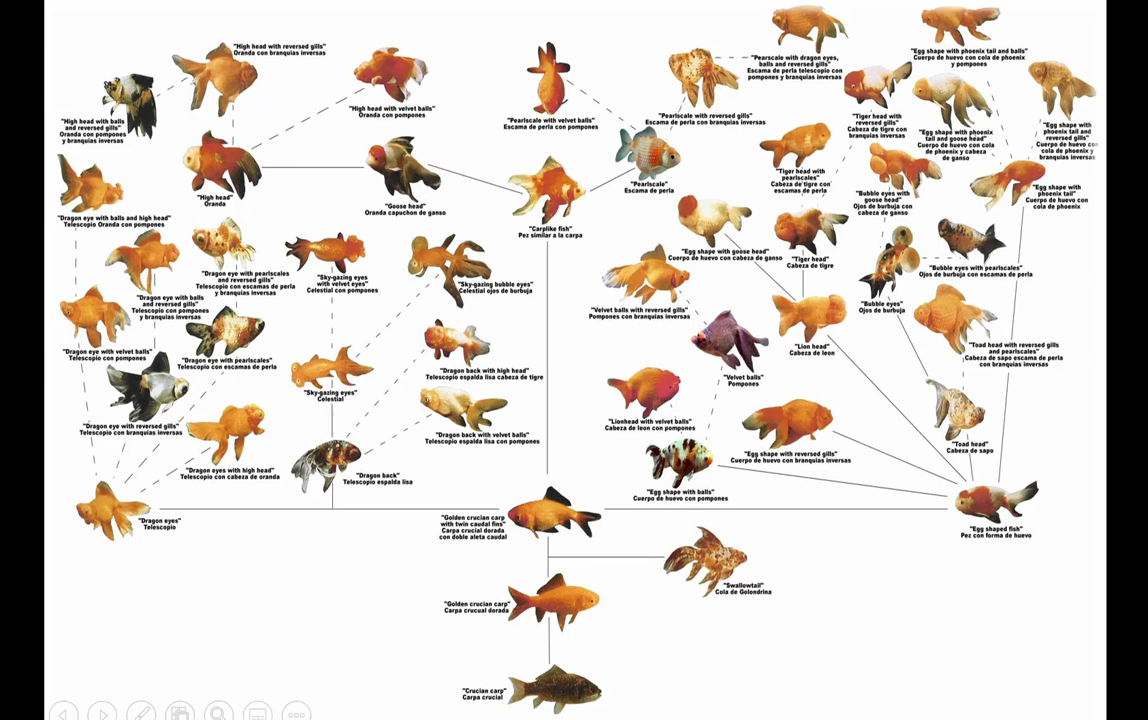 "High head with reversed gills"
Oranda con branquias inversas
"High head with balls
and reversed gills"
Oranda con pompones
y branquias inversas
"High head with velvet balls"
Oranda con pompones
"Pearlscale with velvet balls"
Escama de perla con pompones
"Pearscale with dragon eyes,
balls and reversed gills"
Escama de perla telescopio con
pompones y branquias inversas
"Pearlscale with reversed gills"
Escama de perla con branquias inversas
"Egg shape with phoenix tail and balls"
Cuerpo de huevo con cola de phoenix
y pompones
"Tiger head with
reversed gills"
Cabeza de tigre con
branquias inversas
"Egg shape with phoenix
tail and goose head"
Cuerpo de huevo con cola
de phoenix y cabeza
de ganso
"Egg shape with
phoenix tail and
reversed gills"
Cuerpo de huevo con
cola de phoenix y
branquias inversas
"High head"
Oranda
"Goose head"
Oranda capuchon de ganso
"Carplike fish"
Pez similar a la carpa
"Pearlscale"
Escama de perla
"Tiger head with
pearlscales"
Cabeza de tigre con
escamas de perla
"Bubble eyes with
goose head"
Ojos de burbuja con
cabeza de ganso
"Egg shape with
phoenix tail"
Cuerpo de huevo con
cola de phoenix
"Dragon eye with balls and high head"
Telescopio Oranda con pompones
"Dragon eye with pearlscales
and reversed gills"
Telescopio con escamas de perla
y branquias inversas
"Sky-gazing eyes
with velvet eyes"
Celestial con pompones
"Sky-gazing bubble eyes"
Celestial ojos de burbuja
"Egg shape with goose head"
Cuerpo de huevo con cabeza de ganso
"Tiger head"
Cabeza de tigre
"Bubble eyes with pearlscales"
Ojos de burbuja con escamas de perla
"Bubble eyes"
Ojos de burbuja
"Dragon eye with balls
and reversed gills"
Telescopio con pompones
y branquias inversas
"Velvet balls with reversed gills"
Pompones con branquias inversas
"Lion head"
Cabeza de leon
"Toad head with reversed gills
and pearlscales"
Cabeza de sapo escama de perla
con branquias inversas
"Dragon eye with velvet balls"
Telescopio con pompones
"Dragon eye with pearlscales"
Telescopio con escamas de perla
"Dragon back with high head"
Telescopio espalda lisa cabeza de tigre
"Velvet balls"
Pompones
"Sky-gazing eyes"
Celestial
"Dragon eye with reversed gills"
Telescopio con branquias inversas
"Dragon back with velvet balls"
Telescopio espalda lisa con pompones
"Lionhead with velvet balls"
Cabeza de leon con pompones
"Egg shape with reversed gills"
Cuerpo de huevo con branquias inversas
"Toad head"
Cabeza de sapo
"Dragon eyes with high head"
Telescopio con cabeza de oranda
"Dragon back"
Telescopio espalda lisa
"Egg shape with balls"
Cuerpo de huevo con pompones
"Dragon eyes"
Telescopio
"Golden crucian carp
with twin caudal fins"
Carpa crucial dorada
con doble aleta caudal
"Egg shaped fish"
Pez con forma de huevo
"Swallowtail"
Cola de Golondrina
"Golden crucian carp"
Carpa crucual dorada
"Crucian carp"
Carpa crucial